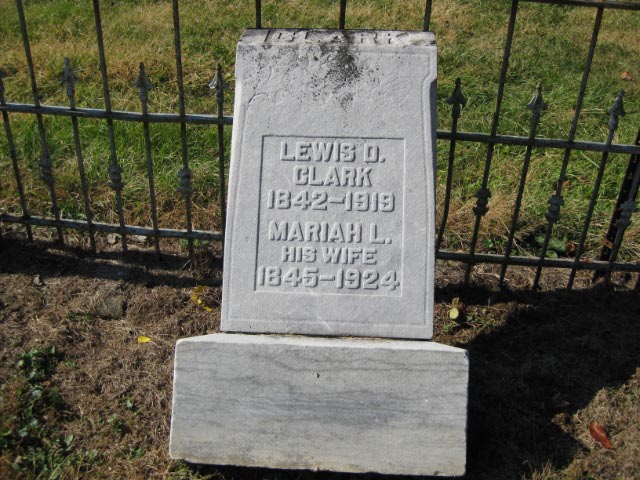 CLARK
LEWIS D.
CLARK
1842–1919
MARIAH L.
HIS WIFE
1845–1924